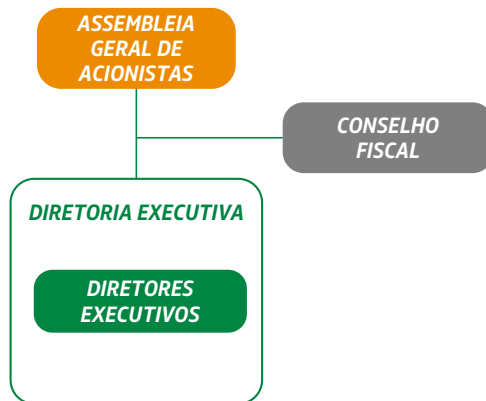 ASSEMBLEIA
GERAL DE
ACIONISTAS
CONSELHO
FISCAL
DIRETORIA EXECUTIVA
DIRETORES
EXECUTIVOS